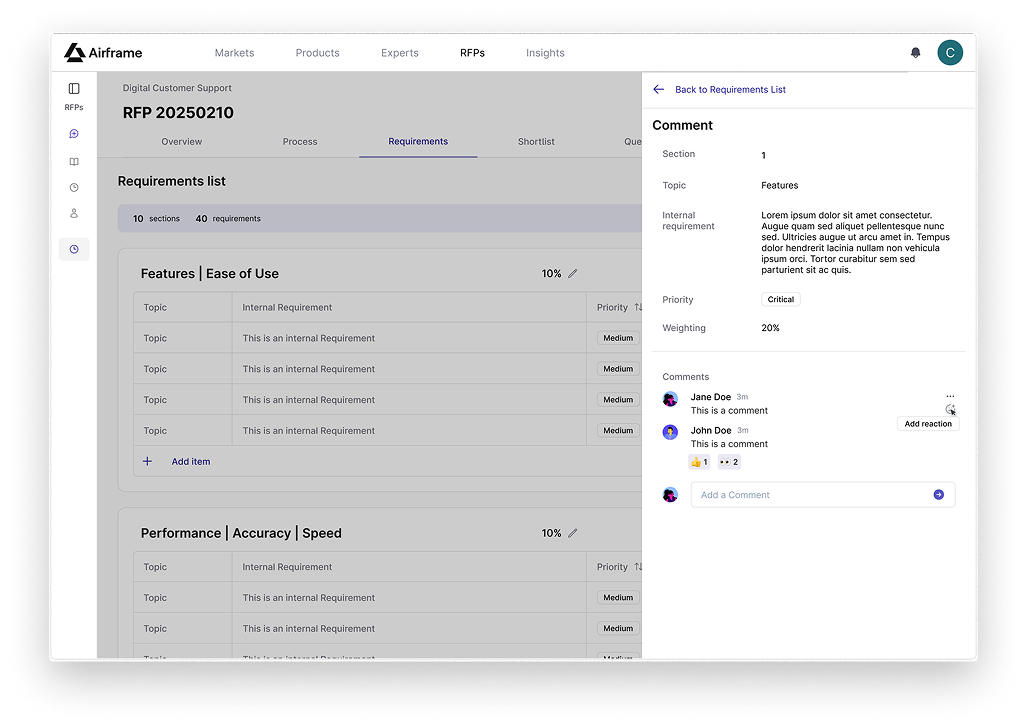 Airframe
Markets
Products
Experts
RFPs
Insights
C
RFPs
Digital Customer Support
RFP 20250210
Overview
Process
Requirements
Shortlist
Que
Requirements list
10 sections 40 requirements
Features | Ease of Use
10%
Topic Internal Requirement Priority
Topic This is an internal Requirement Medium
Topic This is an internal Requirement Medium
Topic This is an internal Requirement Medium
Topic This is an internal Requirement Medium
Add item
Performance | Accuracy | Speed
10%
Topic Internal Requirement Priority
Topic This is an internal Requirement Medium
Topic This is an internal Requirement Medium
Topic This is an internal Requirement Medium
Back to Requirements List
Comment
Section 1
Topic Features
Internal
requirement
Lorem ipsum dolor sit amet consectetur.
Augue quam sed aliquet pellentesque nunc
sed. Ultricies augue ut arcu amet in. Tempus
dolor hendrerit lacinia nullam non vehicula
ipsum orci. Tortor curabitur sem sed
parturient sit ac quis.
Priority Critical
Weighting 20%
Comments
Jane Doe 3m
This is a comment
Add reaction
John Doe 3m
This is a comment
👍 1 👀 2
Add a Comment